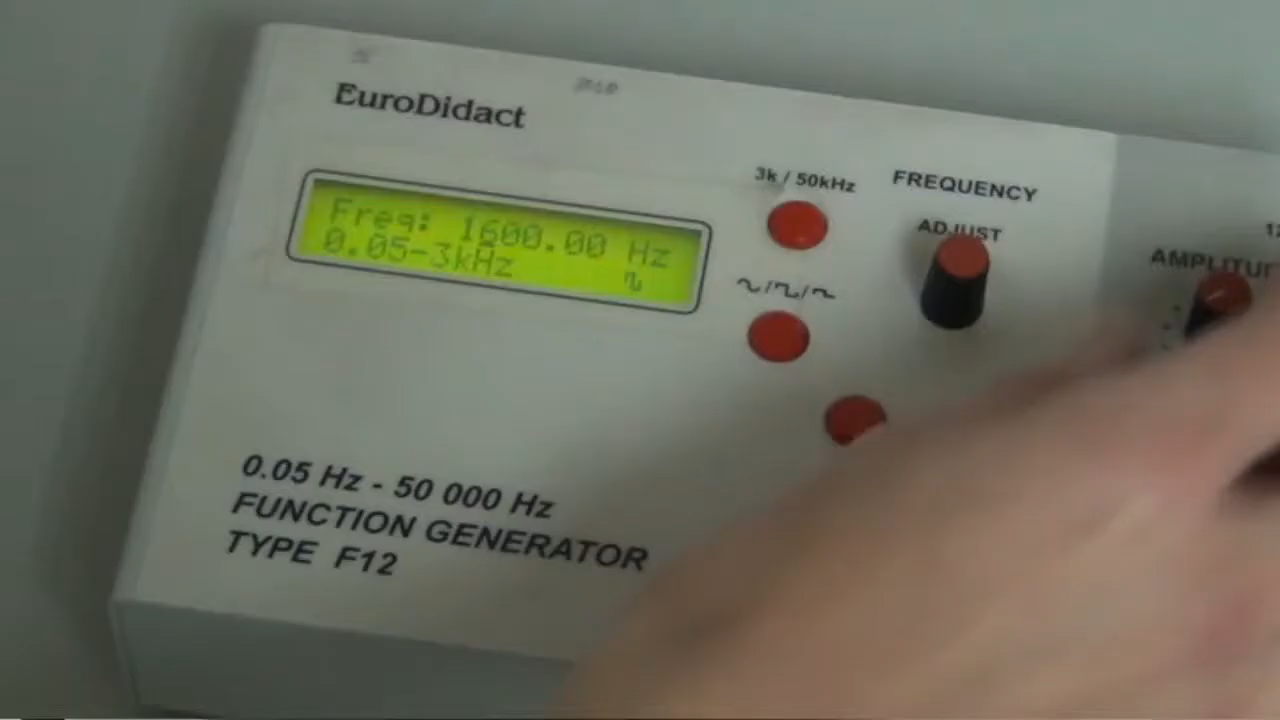 EuroDidact
Freq: 1600.00 Hz
0.05-3kHz
3k / 50kHz
FREQUENCY
ADJUST
0.05 Hz - 50 000 Hz
FUNCTION GENERATOR
TYPE F12